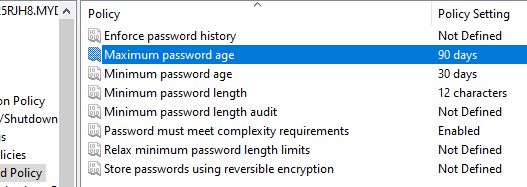 25RJH8.MYD
Policy Policy Setting
Enforce password history Not Defined
Maximum password age 90 days
Minimum password age 30 days
on Policy
Minimum password length 12 characters
/Shutdown
Minimum password length audit Not Defined
gs
Password must meet complexity requirements Enabled
licies
Relax minimum password length limits Not Defined
d Policy
Store passwords using reversible encryption Not Defined